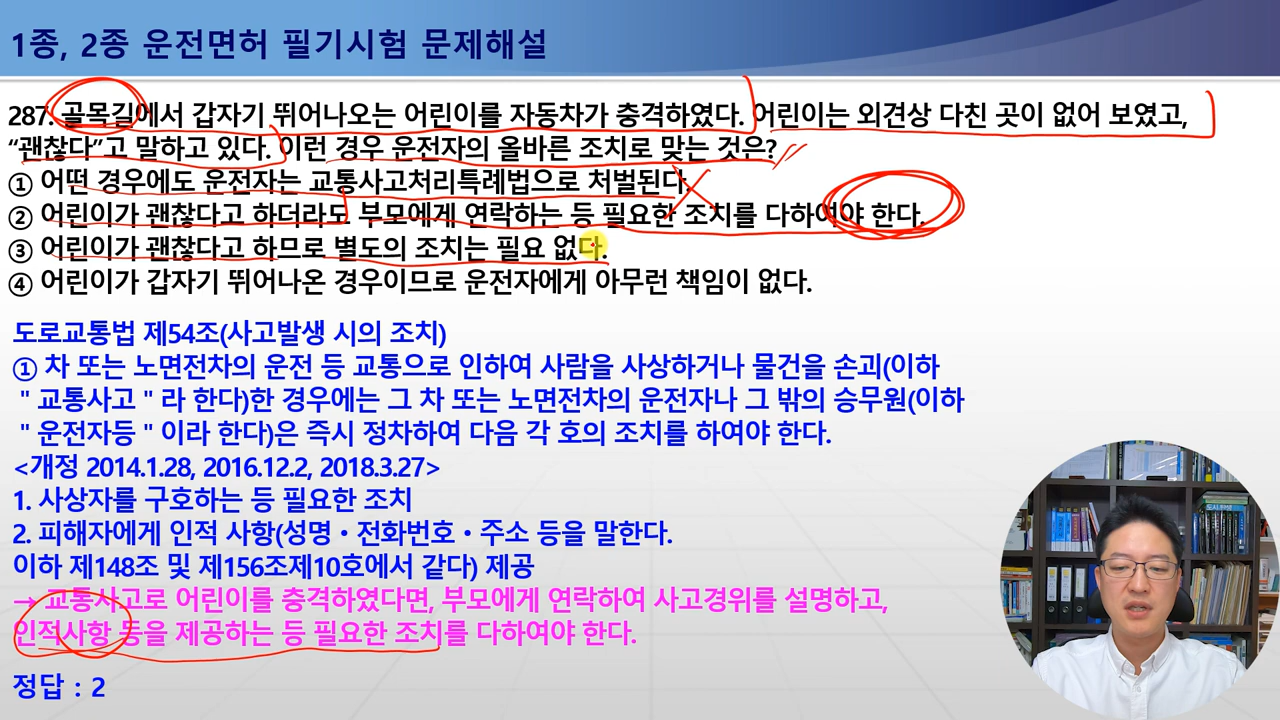 1종, 2종 운전면허 필기시험 문제해설
287. 골목길에서 갑자기 뛰어나오는 어린이를 자동차가 충격하였다. 어린이는 외견상 다친 곳이 없어 보였고,
“괜찮다”고 말하고 있다. 이런 경우 운전자의 올바른 조치로 맞는 것은?
① 어떤 경우에도 운전자는 교통사고처리특례법으로 처벌된다.
② 어린이가 괜찮다고 하더라도 부모에게 연락하는 등 필요한 조치를 다하여야 한다.
③ 어린이가 괜찮다고 하므로 별도의 조치는 필요 없다.
④ 어린이가 갑자기 뛰어나온 경우이므로 운전자에게 아무런 책임이 없다.
도로교통법 제54조(사고발생 시의 조치)
① 차 또는 노면전차의 운전 등 교통으로 인하여 사람을 사상하거나 물건을 손괴(이하
" 교통사고 " 라 한다)한 경우에는 그 차 또는 노면전차의 운전자나 그 밖의 승무원(이하
" 운전자등 " 이라 한다)은 즉시 정차하여 다음 각 호의 조치를 하여야 한다.
<개정 2014.1.28, 2016.12.2, 2018.3.27>
1. 사상자를 구호하는 등 필요한 조치
2. 피해자에게 인적 사항(성명・전화번호・주소 등을 말한다.
이하 제148조 및 제156조제10호에서 같다) 제공
→ 교통사고로 어린이를 충격하였다면, 부모에게 연락하여 사고경위를 설명하고,
인적사항 등을 제공하는 등 필요한 조치를 다하여야 한다.
정답 : 2